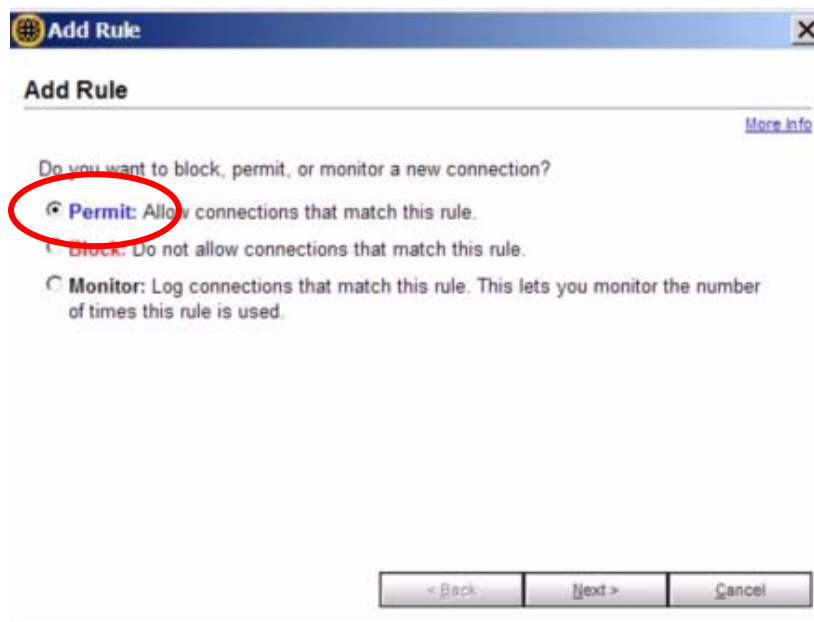 Add Rule
Add Rule
More Info
Do you want to block, permit, or monitor a new connection?
Permit: Allow connections that match this rule.
Block: Do not allow connections that match this rule.
Monitor: Log connections that match this rule. This lets you monitor the number
of times this rule is used.
< Back
Next >
Cancel